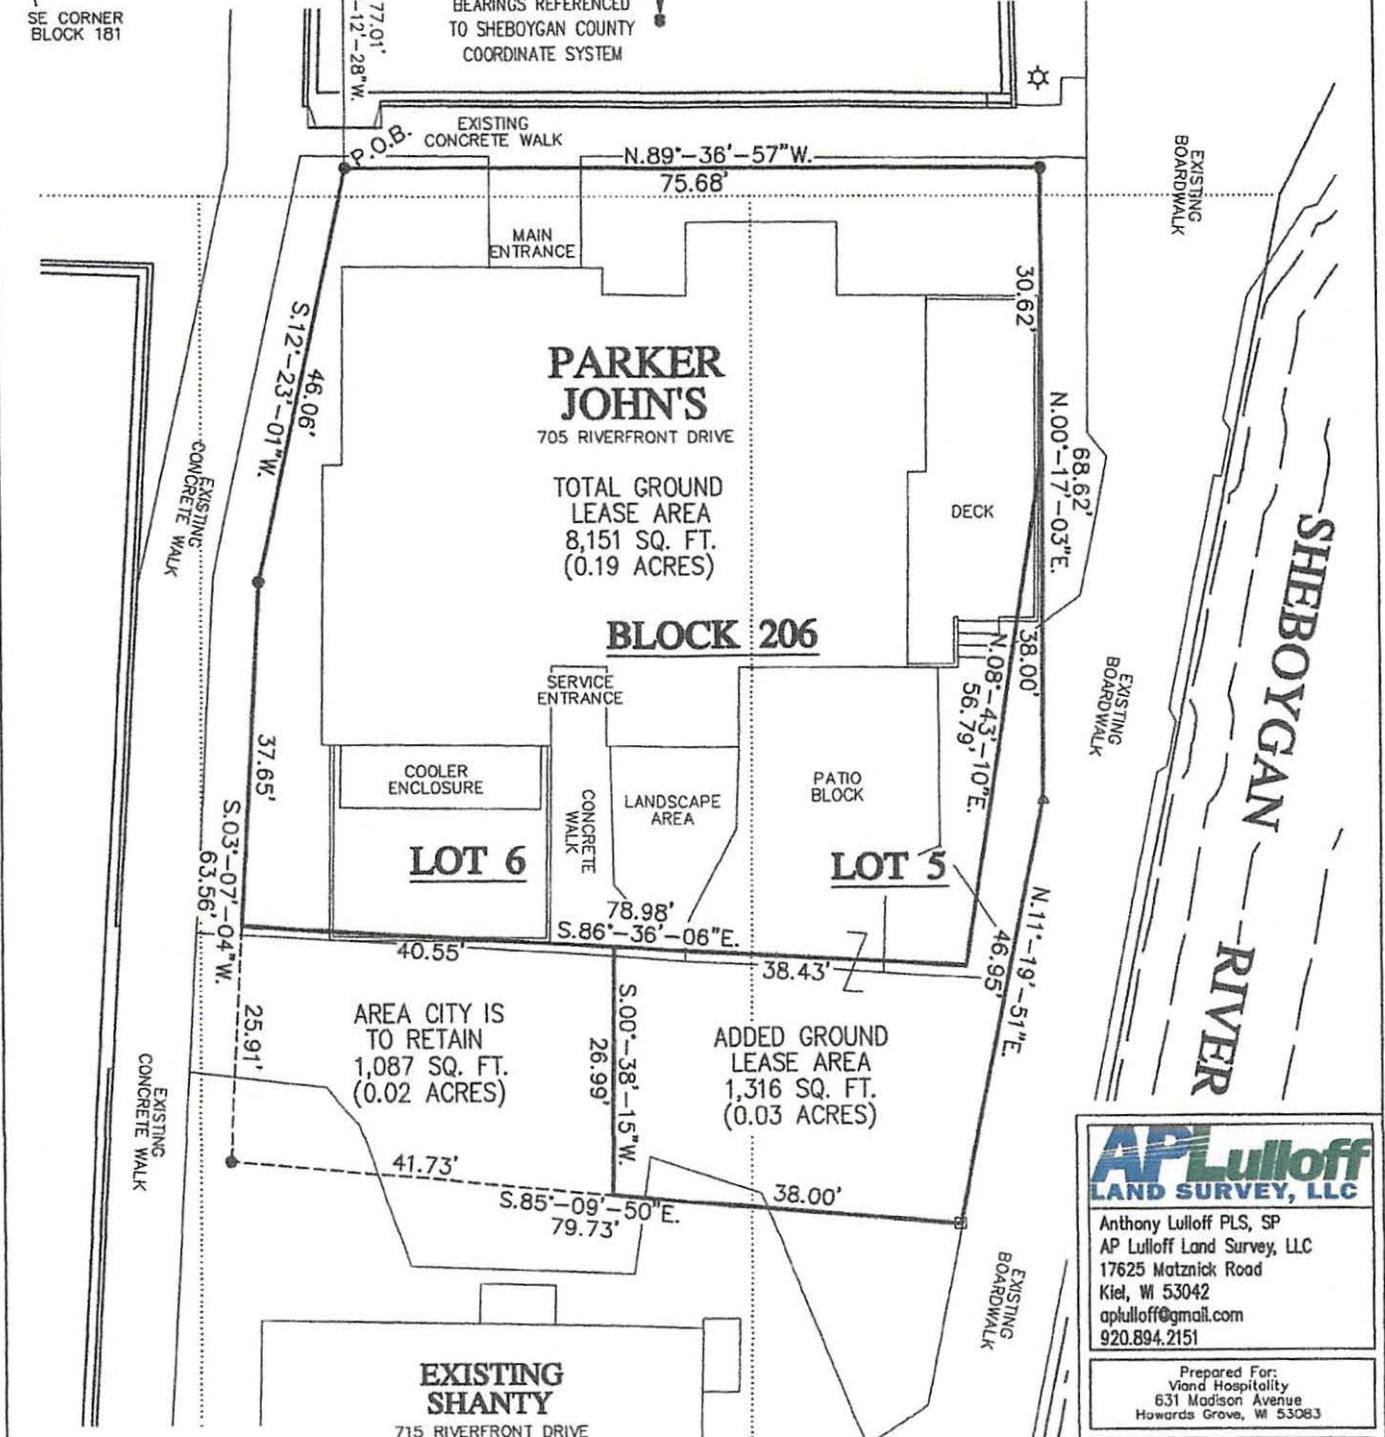 SE CORNER
BLOCK 181
77.01'
-12'-28"W.
BEARINGS REFERENCED
TO SHEBOYGAN COUNTY
COORDINATE SYSTEM
P.O.B.
EXISTING
CONCRETE WALK
N.89°-36'-57"W.
75.68'
EXISTING
BOARDWALK
MAIN
ENTRANCE
30.62'
S.12°-23'-01"W.
46.06'
PARKER
JOHN'S
705 RIVERFRONT DRIVE
TOTAL GROUND
LEASE AREA
8,151 SQ. FT.
(0.19 ACRES)
DECK
68.62'
N.00°-17'-03"E.
EXISTING
CONCRETE WALK
SHEBOYGAN
RIVER
BLOCK 206
38.00'
N.08°-43'-10"E.
56.79'
SERVICE
ENTRANCE
EXISTING
BOARDWALK
37.65'
COOLER
ENCLOSURE
CONCRETE
WALK
LANDSCAPE
AREA
PATIO
BLOCK
S.03°-07'-04"W.
63.56'
LOT 6
LOT 5
78.98'
S.86°-36'-06"E.
40.55'
38.43'
N.11°-19'-51"E.
46.95'
25.91'
AREA CITY IS
TO RETAIN
1,087 SQ. FT.
(0.02 ACRES)
S.00°-38'-15"W.
26.99'
ADDED GROUND
LEASE AREA
1,316 SQ. FT.
(0.03 ACRES)
EXISTING
CONCRETE WALK
41.73'
S.85°-09'-50"E.
79.73'
38.00'
EXISTING
BOARDWALK
EXISTING
SHANTY
715 RIVERFRONT DRIVE
APLulloff
LAND SURVEY, LLC
Anthony Lulloff PLS, SP
AP Lulloff Land Survey, LLC
17625 Matznick Road
Kiel, WI 53042
aplulloff@gmail.com
920.894.2151
Prepared For:
Viand Hospitality
631 Madison Avenue
Howards Grove, WI 53083